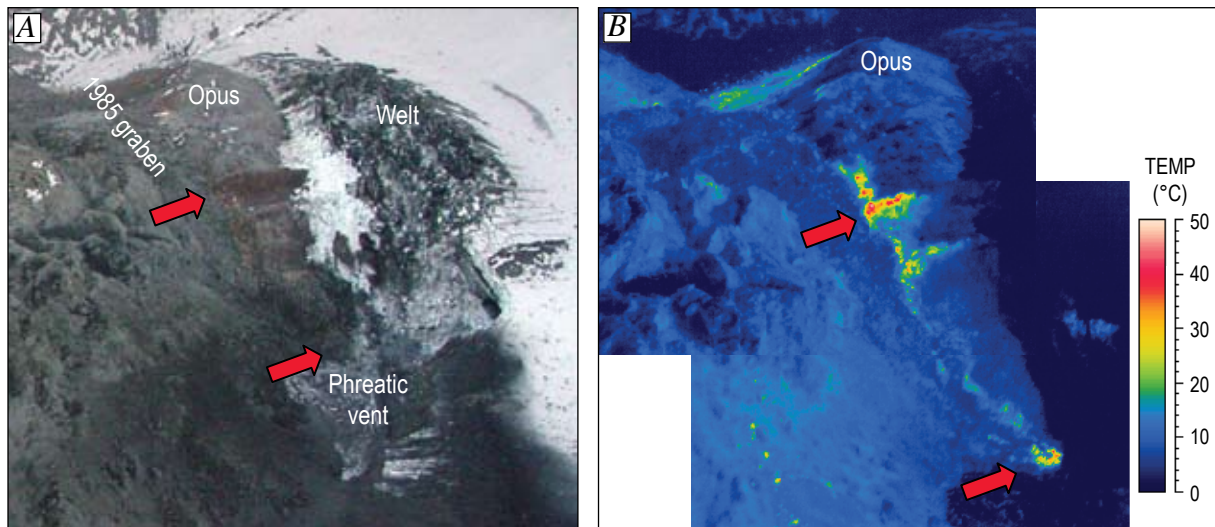 A
Opus
Welt
1985 graben
Phreatic
vent
B
Opus
TEMP
(°C)
50
40
30
20
10
0